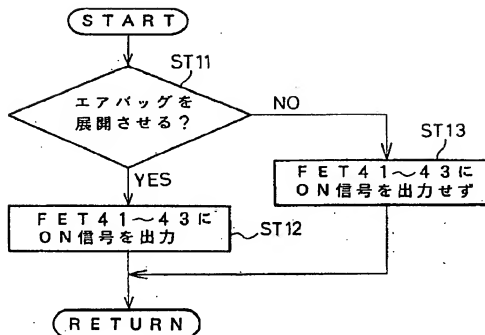 START
ST11
エアバッグを
展開させる?
NO
ST13
YES
FET41〜43に
ON信号を出力せず
FET41〜43に
ON信号を出力
ST12
RETURN